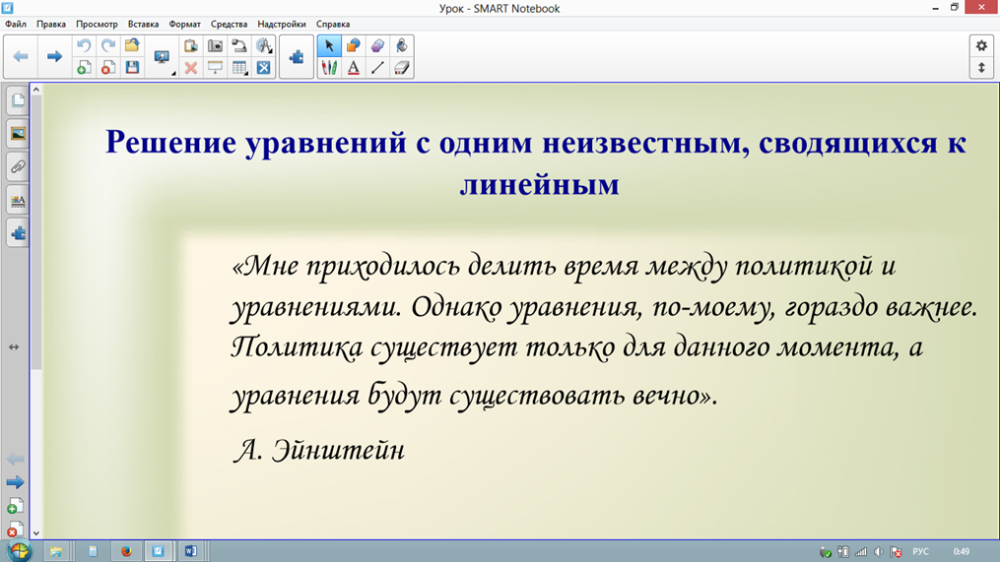 Урок - SMART Notebook
Файл Правка Просмотр Вставка Формат Средства Надстройки Справка
Решение уравнений с одним неизвестным, сводящихся к
линейным
«Мне приходилось делить время между политикой и
уравнениями. Однако уравнения, по-моему, гораздо важнее.
Политика существует только для данного момента, а
уравнения будут существовать вечно».
А. Эйнштейн
РУС 0:49